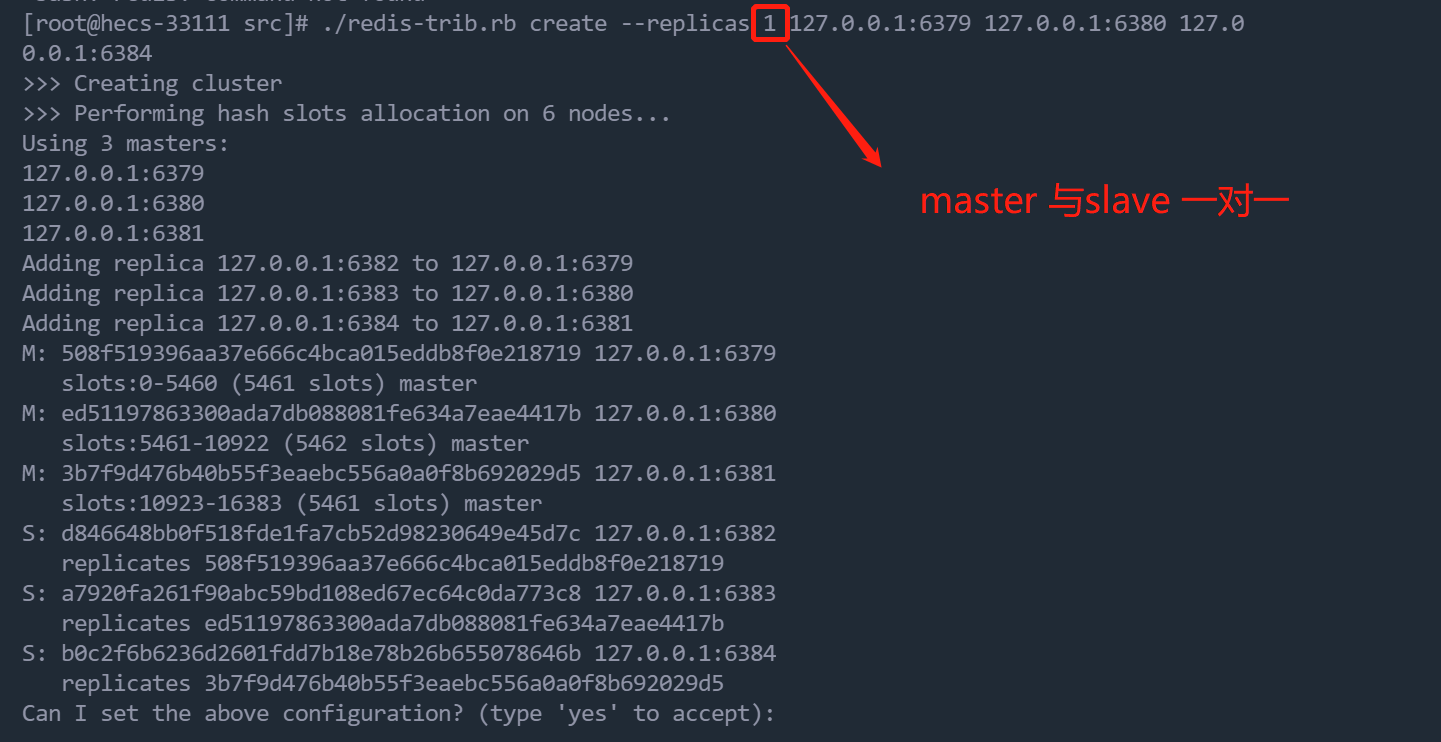 [root@hecs-33111 src]# ./redis-trib.rb create --replicas 1 127.0.0.1:6379 127.0.0.1:6380 127.0
0.0.1:6384
>>> Creating cluster
>>> Performing hash slots allocation on 6 nodes...
Using 3 masters:
127.0.0.1:6379
master 与slave 一对一
127.0.0.1:6380
127.0.0.1:6381
Adding replica 127.0.0.1:6382 to 127.0.0.1:6379
Adding replica 127.0.0.1:6383 to 127.0.0.1:6380
Adding replica 127.0.0.1:6384 to 127.0.0.1:6381
M: 508f519396aa37e666c4bca015eddb8f0e218719 127.0.0.1:6379
slots:0-5460 (5461 slots) master
M: ed51197863300ada7db088081fe634a7eae4417b 127.0.0.1:6380
slots:5461-10922 (5462 slots) master
M: 3b7f9d476b40b55f3eaebc556a0a0f8b692029d5 127.0.0.1:6381
slots:10923-16383 (5461 slots) master
S: d846648bb0f518fde1fa7cb52d98230649e45d7c 127.0.0.1:6382
replicates 508f519396aa37e666c4bca015eddb8f0e218719
S: a7920fa261f90abc59bd108ed67ec64c0da773c8 127.0.0.1:6383
replicates ed51197863300ada7db088081fe634a7eae4417b
S: b0c2f6b6236d2601fdd7b18e78b26b655078646b 127.0.0.1:6384
replicates 3b7f9d476b40b55f3eaebc556a0a0f8b692029d5
Can I set the above configuration? (type 'yes' to accept):